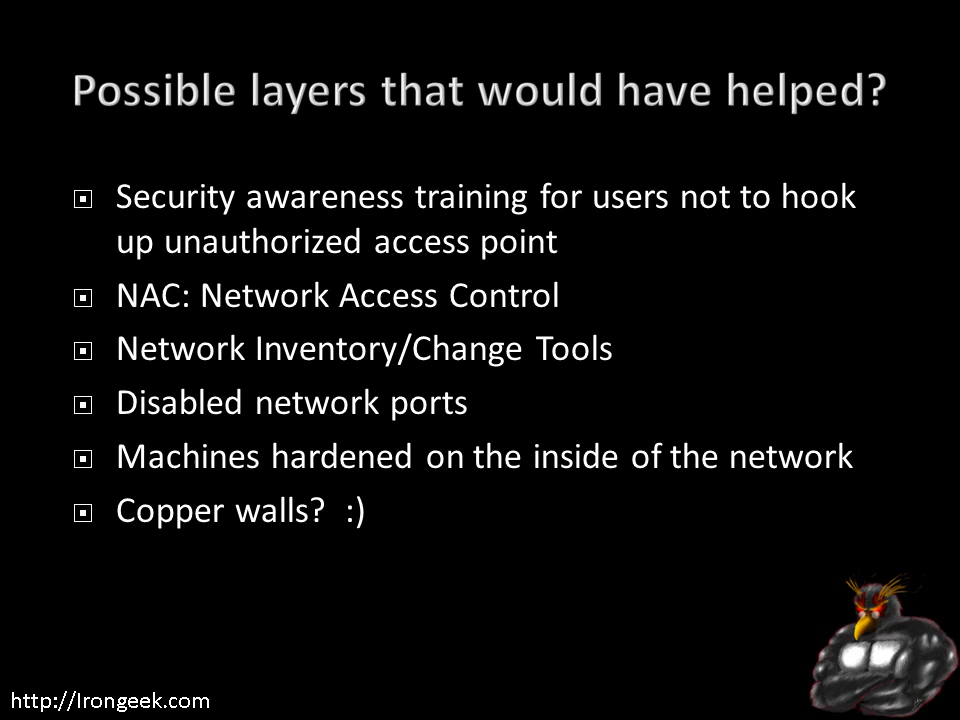 Possible layers that would have helped?
Security awareness training for users not to hook
up unauthorized access point
NAC: Network Access Control
Network Inventory/Change Tools
Disabled network ports
Machines hardened on the inside of the network
Copper walls?  :)
http://Irongeek.com